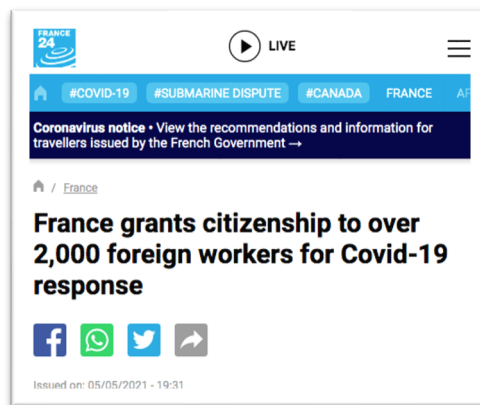 FRANCE
24
LIVE
#COVID-19 #SUBMARINE DISPUTE #CANADA FRANCE AF
Coronavirus notice • View the recommendations and information for
travellers issued by the French Government →
/ France
France grants citizenship to over
2,000 foreign workers for Covid-19
response
Issued on: 05/05/2021 - 19:31